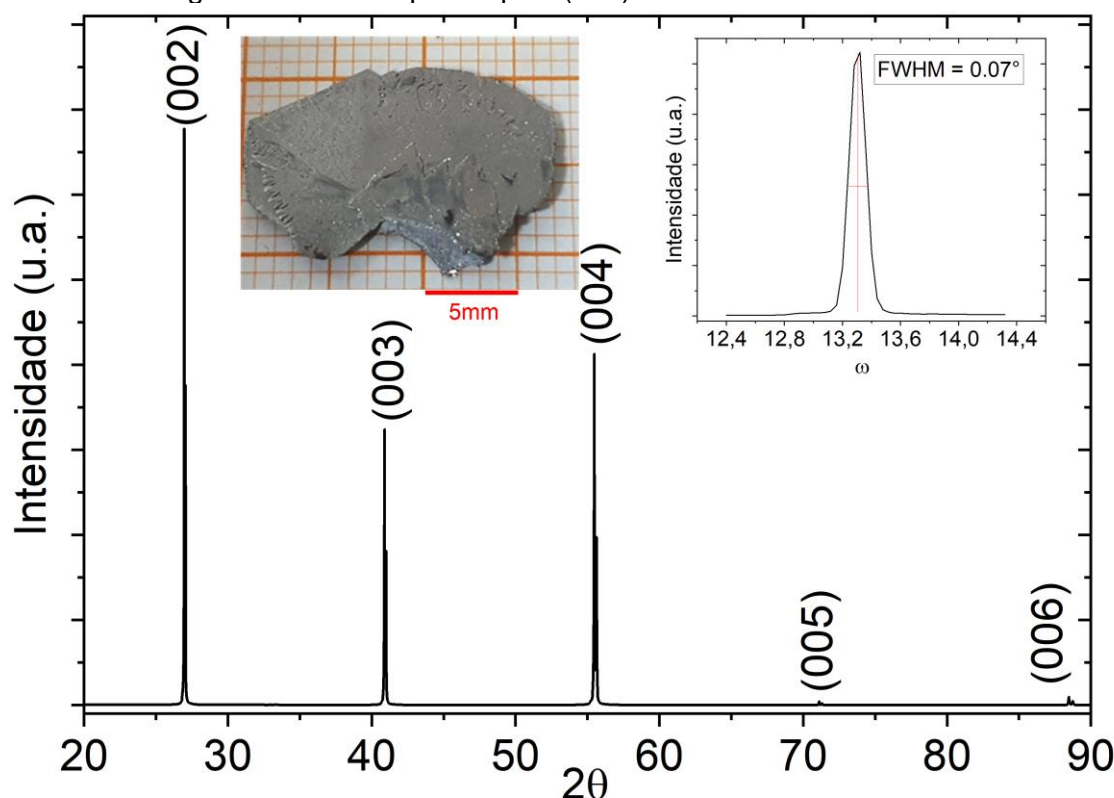 (002)
(003)
(004)
(005)
(006)
5mm
FWHM = 0.07°
Intensidade (u.a.)
12,4 12,8 13,2 13,6 14,0 14,4
ω
Intensidade (u.a.)
20 30 40 50 60 70 80 90
2θ